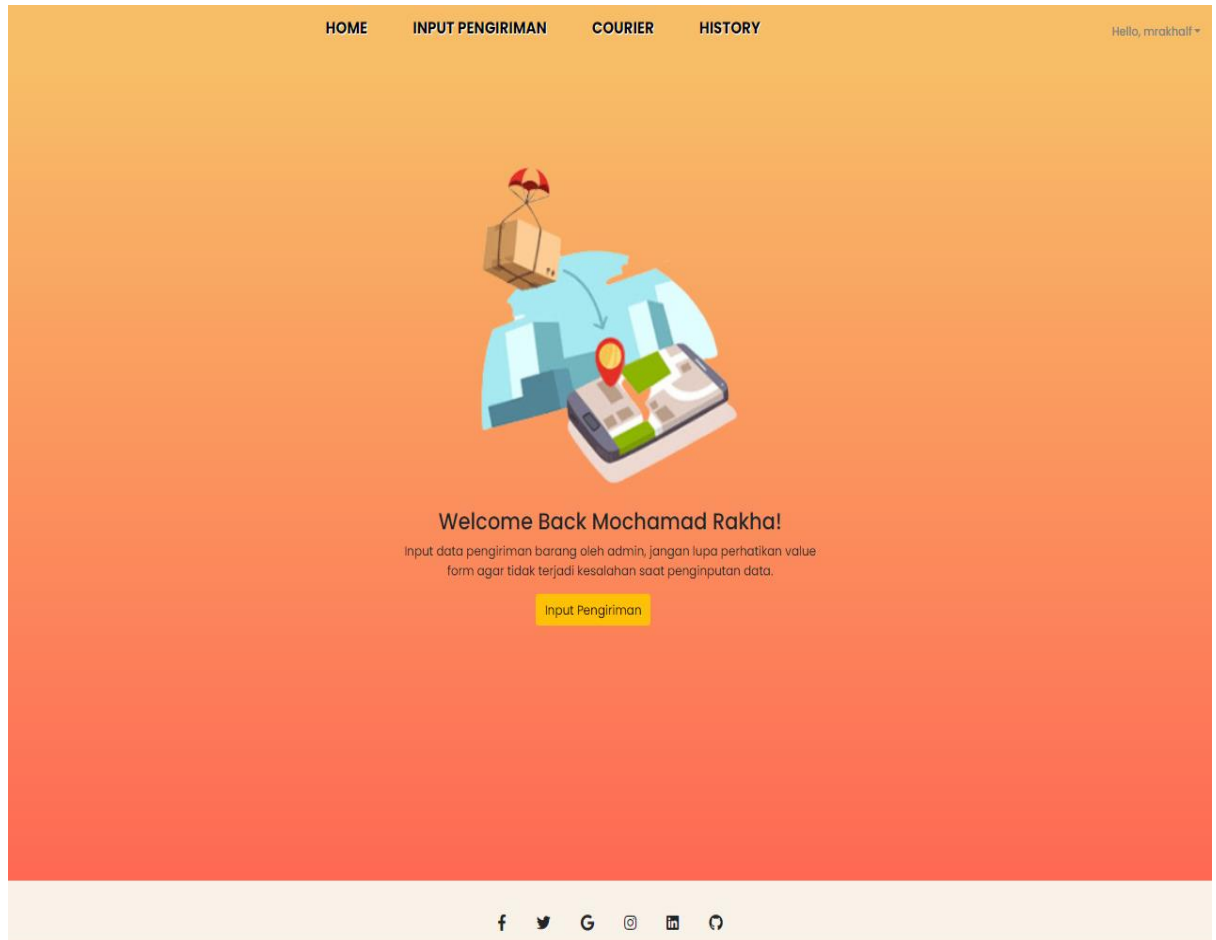 HOME INPUT PENGIRIMAN COURIER HISTORY Hello, mrakhalf
Welcome Back Mochamad Rakha!
Input data pengiriman barang oleh admin, jangan lupa perhatikan value
form agar tidak terjadi kesalahan saat penginputan data.
Input Pengiriman